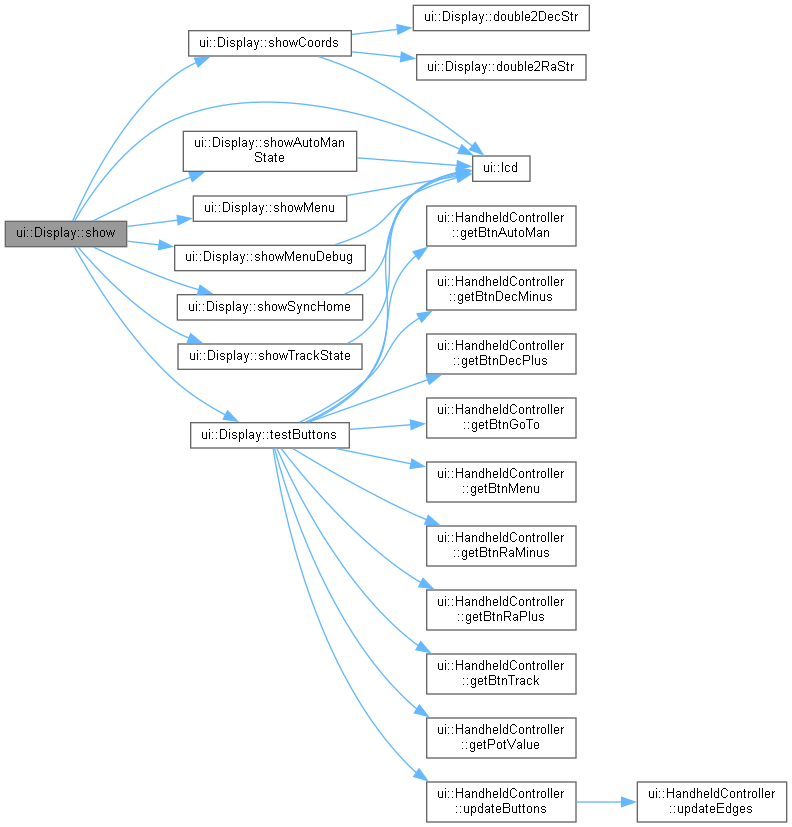 ui::Display::double2DecStr
ui::Display::showCoords
ui::Display::double2RaStr
ui::Display::showAutoMan
State
ui::lcd
ui::Display::showMenu
ui::Display::show
ui::HandheldController
::getBtnAutoMan
ui::Display::showMenuDebug
ui::HandheldController
::getBtnDecMinus
ui::Display::showSyncHome
ui::Display::showTrackState
ui::HandheldController
::getBtnDecPlus
ui::HandheldController
::getBtnGoTo
ui::Display::testButtons
ui::HandheldController
::getBtnMenu
ui::HandheldController
::getBtnRaMinus
ui::HandheldController
::getBtnRaPlus
ui::HandheldController
::getBtnTrack
ui::HandheldController
::getPotValue
ui::HandheldController
::updateButtons
ui::HandheldController
::updateEdges